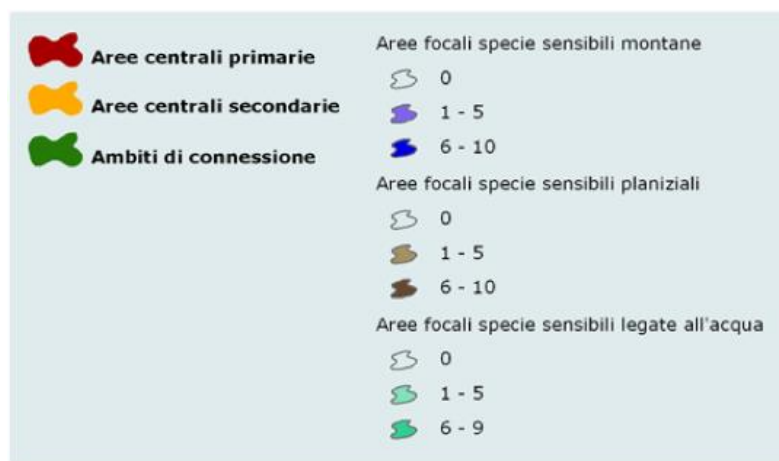 Aree centrali primarie
Aree centrali secondarie
Ambiti di connessione
Aree focali specie sensibili montane
0
1 - 5
6 - 10
Aree focali specie sensibili planiziali
0
1 - 5
6 - 10
Aree focali specie sensibili legate all'acqua
0
1 - 5
6 - 9